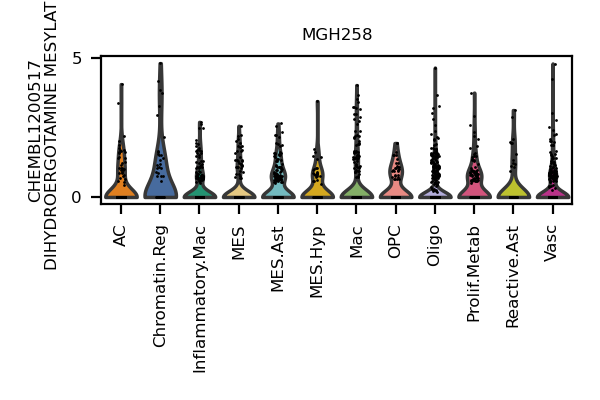 MGH258
CHEMBL1200517
DIHYDROERGOTAMINE MESYLAT
5
0
AC
Chromatin.Reg
Inflammatory.Mac
MES
MES.Ast
MES.Hyp
Mac
OPC
Oligo
Prolif.Metab
Reactive.Ast
Vasc